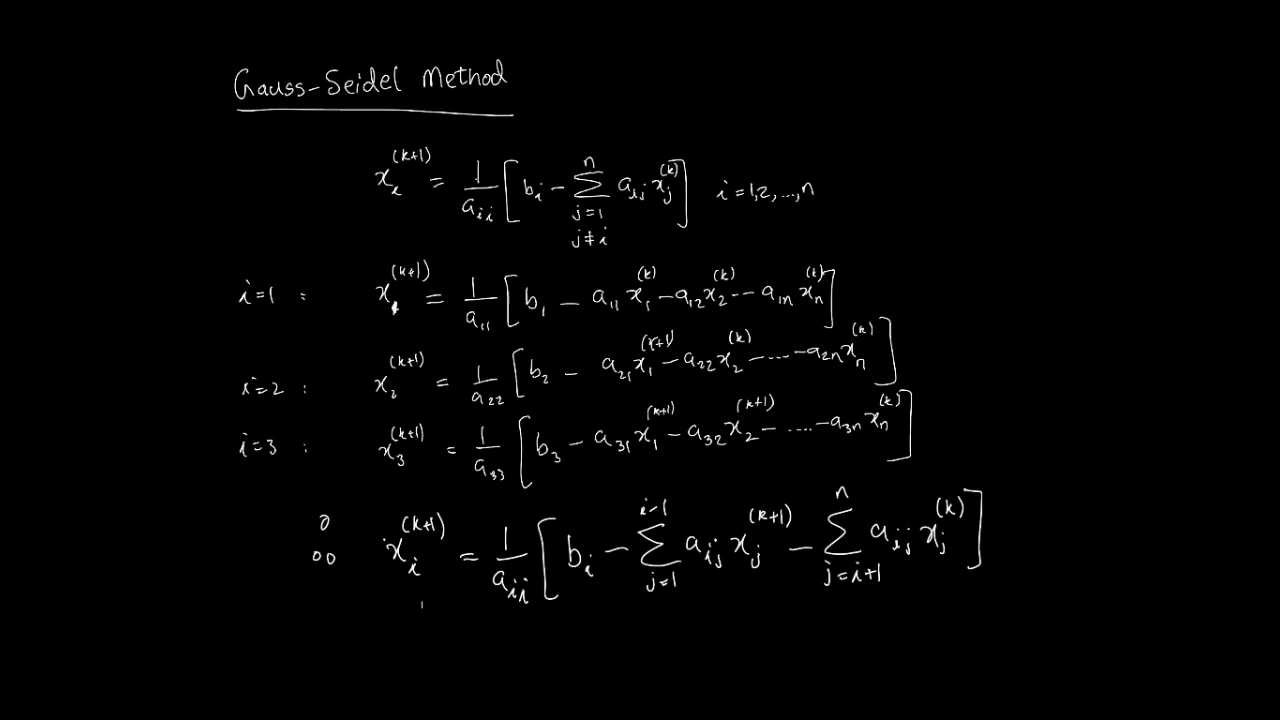 Gauss-Seidel Method
x_i^(k+1) = 1/a_ii [ b_i − Σ_{j=1, j≠i}^{n} a_ij x_j^(k) ] i=1,2,...,n
i=1 : x_1^(k+1) = 1/a_11 [ b_1 − a_11 x_1^(k) − a_12 x_2^(k) --- a_1n x_n^(k) ]
i=2 : x_2^(k+1) = 1/a_22 [ b_2 − a_21 x_1^(k+1) − a_22 x_2^(k) − .... − a_2n x_n^(k) ]
i=3 : x_3^(k+1) = 1/a_33 [ b_3 − a_31 x_1^(k+1) − a_32 x_2^(k+1) − .... − a_3n x_n^(k) ]
∴ x_i^(k+1) = 1/a_ii [ b_i − Σ_{j=1}^{i-1} a_ij x_j^(k+1) − Σ_{j=i+1}^{n} a_ij x_j^(k) ]